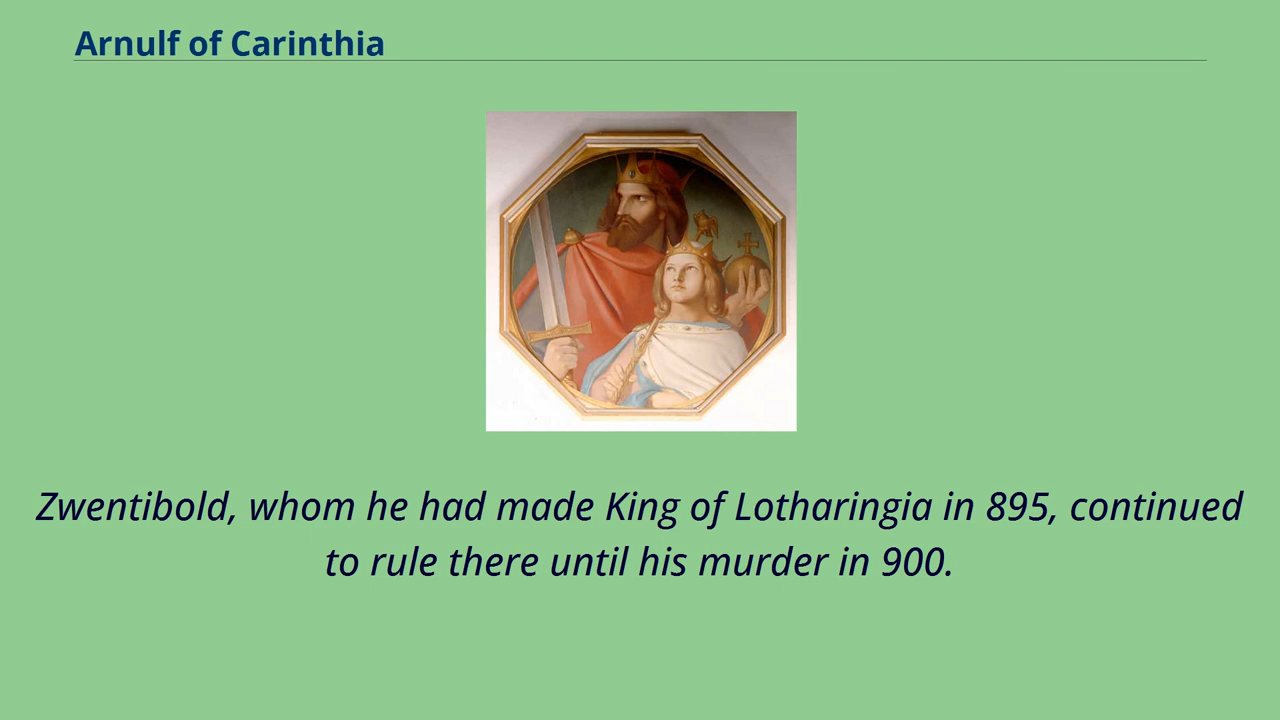 Arnulf of Carinthia
Zwentibold, whom he had made King of Lotharingia in 895, continued
to rule there until his murder in 900.